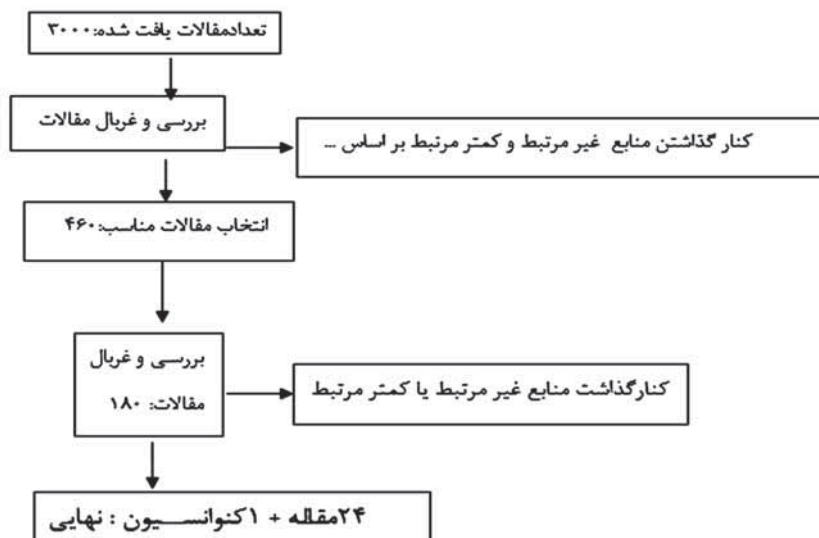 تعدادمقالات یافت شده:۳۰۰۰
بررسی و غربال مقالات
کنار گذاشتن منابع غیر مرتبط و کمتر مرتبط بر اساس ...
انتخاب مقالات مناسب:۴۶۰
بررسی و غربال
مقالات: ۱۸۰
کنارگذاشت منابع غیر مرتبط یا کمتر مرتبط
۲۴مقاله + ۱کنوانسیون : نهایی